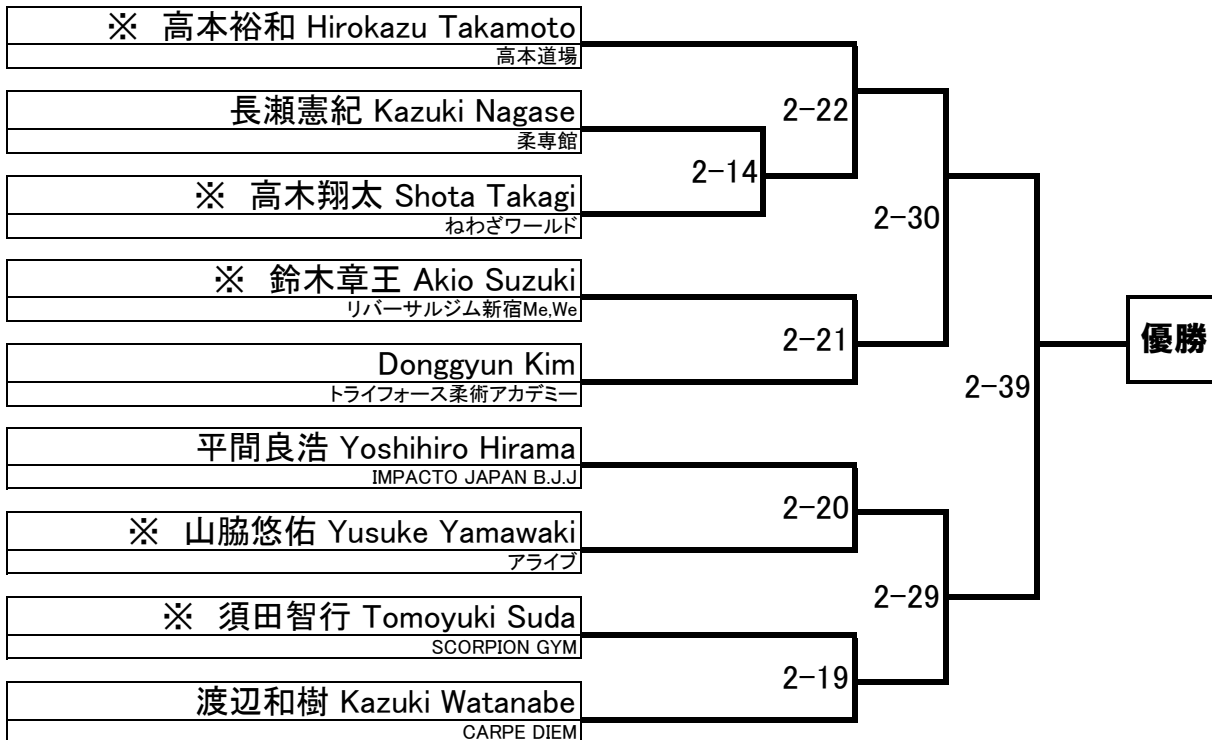 ※ 高本裕和 Hirokazu Takamoto
高本道場
長瀬憲紀 Kazuki Nagase
柔専館
※ 高木翔太 Shota Takagi
ねわざワールド
※ 鈴木章王 Akio Suzuki
リバーサルジム新宿Me,We
Donggyun Kim
トライフォース柔術アカデミー
平間良浩 Yoshihiro Hirama
IMPACTO JAPAN B.J.J
※ 山脇悠佑 Yusuke Yamawaki
アライブ
※ 須田智行 Tomoyuki Suda
SCORPION GYM
渡辺和樹 Kazuki Watanabe
CARPE DIEM
2-14
2-22
2-21
2-20
2-19
2-30
2-29
2-39
優勝